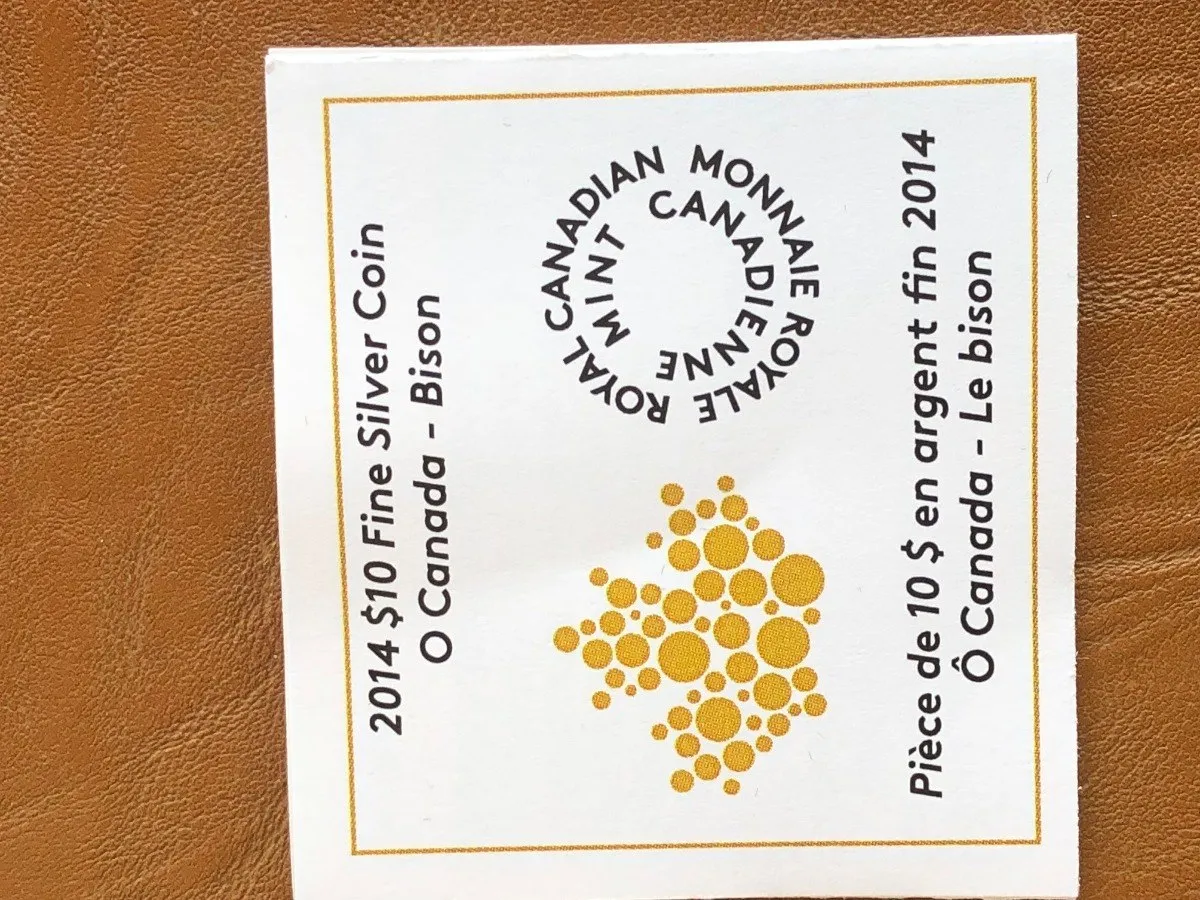 2014 $10 Fine Silver Coin
O Canada - Bison
ROYAL CANADIAN
MINT
MONNAIE ROYALE
CANADIENNE
Pièce de 10 $ en argent fin 2014
Ô Canada - Le bison